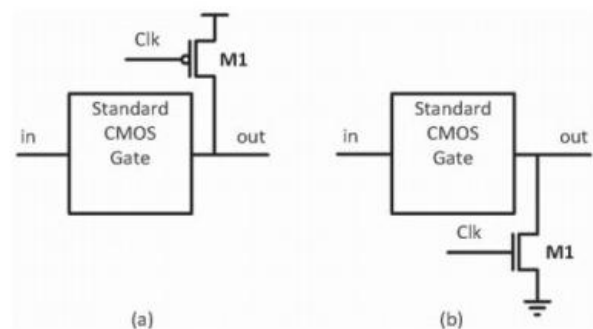 Clk
M1
Standard
CMOS
Gate
in
out
(a)
Standard
CMOS
Gate
in
out
Clk
M1
(b)